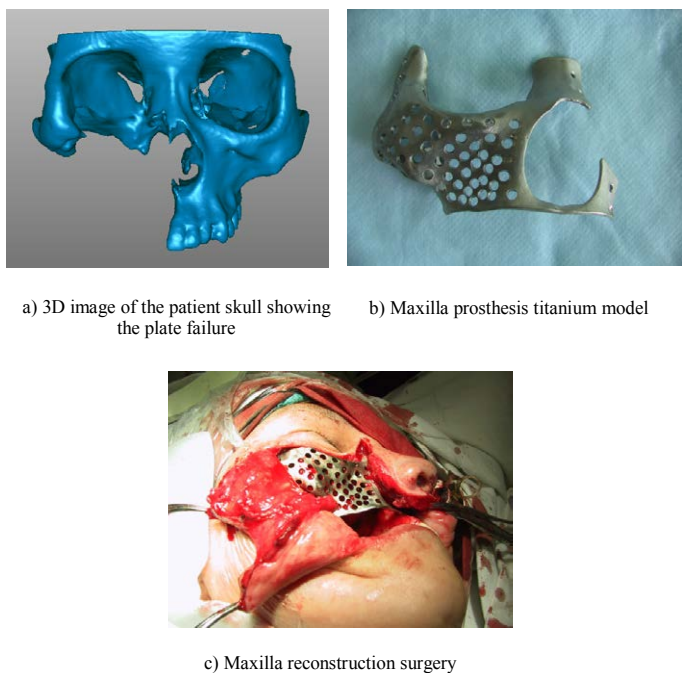 a) 3D image of the patient skull showing
the plate failure
b) Maxilla prosthesis titanium model
c) Maxilla reconstruction surgery